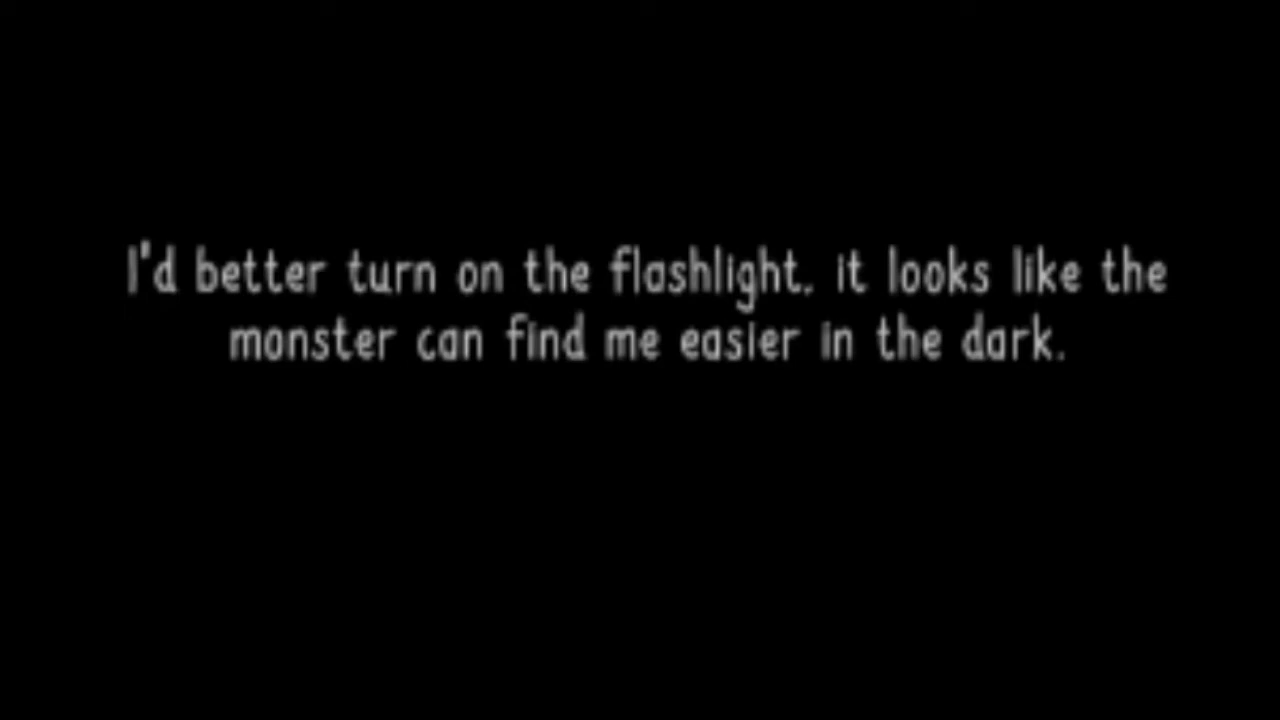 I'd better turn on the flashlight, it looks like the
monster can find me easier in the dark.